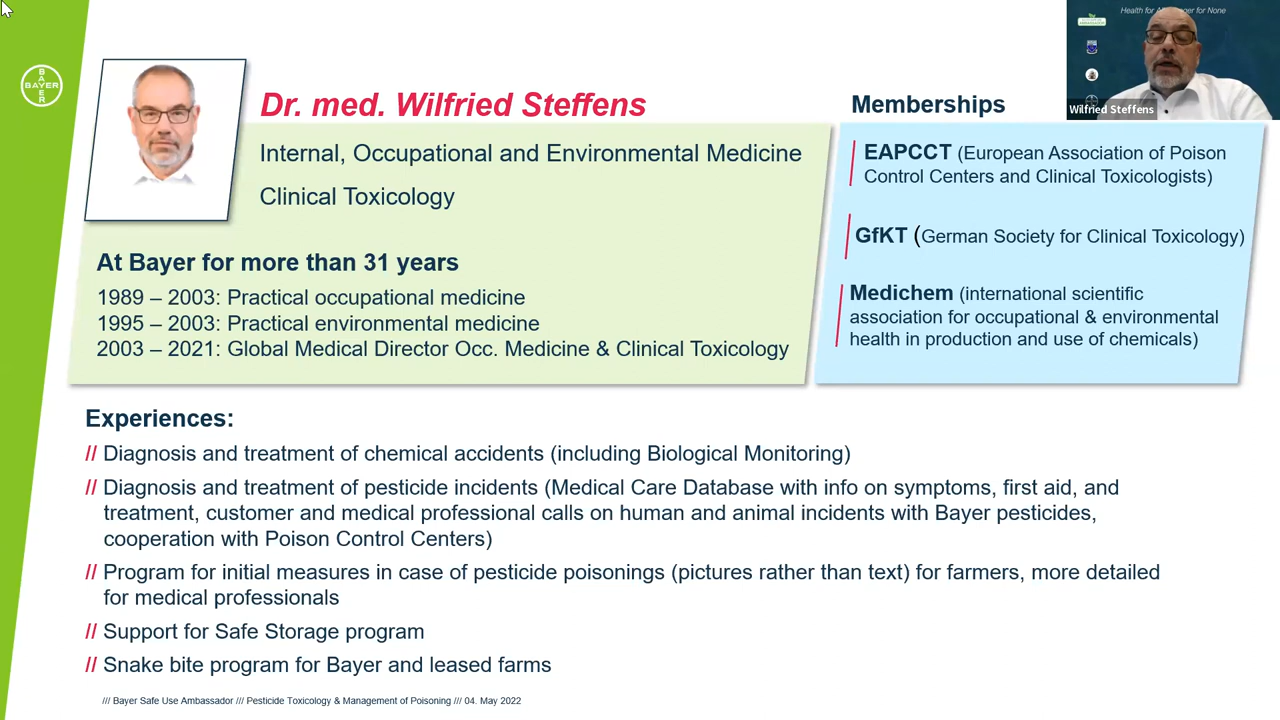 BAYER
BAYER
Dr. med. Wilfried Steffens
Internal, Occupational and Environmental Medicine
Clinical Toxicology
At Bayer for more than 31 years
1989 – 2003: Practical occupational medicine
1995 – 2003: Practical environmental medicine
2003 – 2021: Global Medical Director Occ. Medicine & Clinical Toxicology
Memberships
EAPCCT (European Association of Poison
Control Centers and Clinical Toxicologists)
GfKT (German Society for Clinical Toxicology)
Medichem (international scientific
association for occupational & environmental
health in production and use of chemicals)
Health for A
ger for None
Wilfried Steffens
Experiences:
// Diagnosis and treatment of chemical accidents (including Biological Monitoring)
// Diagnosis and treatment of pesticide incidents (Medical Care Database with info on symptoms, first aid, and
treatment, customer and medical professional calls on human and animal incidents with Bayer pesticides,
cooperation with Poison Control Centers)
// Program for initial measures in case of pesticide poisonings (pictures rather than text) for farmers, more detailed
for medical professionals
// Support for Safe Storage program
// Snake bite program for Bayer and leased farms
/// Bayer Safe Use Ambassador /// Pesticide Toxicology & Management of Poisoning /// 04. May 2022